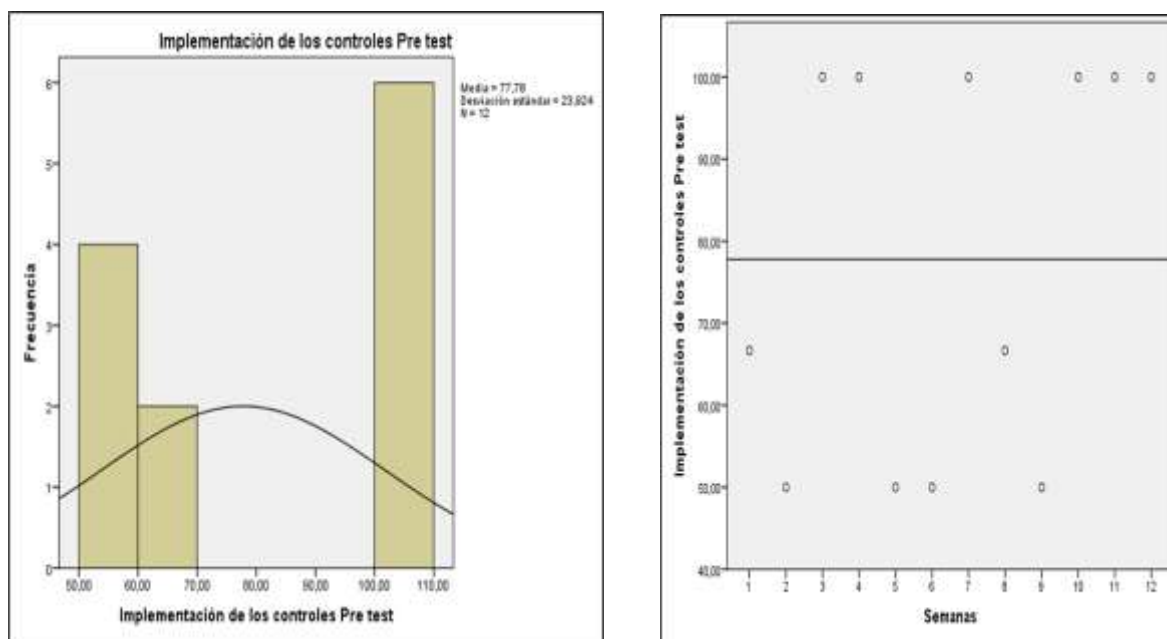 Implementación de los controles Pre test
Media = 77,78
Desviación estándar = 23,924
N = 12
Frecuencia
6
5
4
3
2
1
0
50,00 60,00 70,00 80,00 90,00 100,00 110,00
Implementación de los controles Pre test
Implementación de los controles Pre test
100,00
90,00
80,00
70,00
60,00
50,00
40,00
1 2 3 4 5 6 7 8 9 10 11 12
Semanas